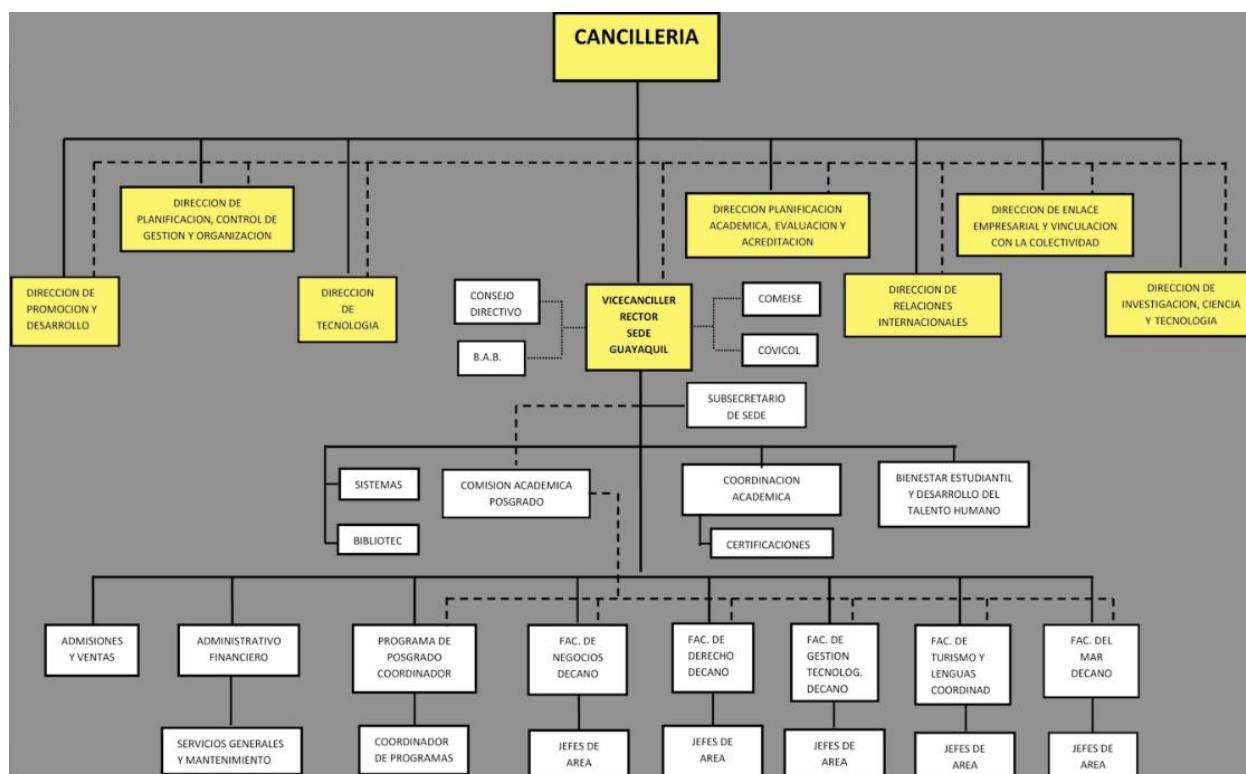 CANCILLERIA
DIRECCION DE
PLANIFICACION, CONTROL DE
GESTION Y ORGANIZACION
DIRECCION PLANIFICACION
ACADEMICA, EVALUACION Y
ACREDITACION
DIRECCION DE ENLACE
EMPRESARIAL Y VINCULACION
CON LA COLECTIVIDAD
DIRECCION DE
PROMOCION Y
DESARROLLO
DIRECCION
DE
TECNOLOGIA
CONSEJO
DIRECTIVO
B.A.B.
VICECANCILLER
RECTOR
SEDE
GUAYAQUIL
COMEISE
COVICOL
DIRECCION DE
RELACIONES
INTERNACIONALES
DIRECCION DE
INVESTIGACION, CIENCIA
Y TECNOLOGIA
SUBSECRETARIO
DE SEDE
SISTEMAS
BIBLIOTEC
COMISION ACADEMICA
POSGRADO
COORDINACION
ACADEMICA
CERTIFICACIONES
BIENESTAR ESTUDIANTIL
Y DESARROLLO DEL
TALENTO HUMANO
ADMISIONES
Y VENTAS
ADMINISTRATIVO
FINANCIERO
PROGRAMA DE
POSGRADO
COORDINADOR
FAC. DE
NEGOCIOS
DECANO
FAC. DE
DERECHO
DECANO
FAC. DE
GESTION
TECNOLOG.
DECANO
FAC. DE
TURISMO Y
LENGUAS
COORDINAD
FAC. DEL
MAR
DECANO
SERVICIOS GENERALES
Y MANTENIMIENTO
COORDINADOR
DE PROGRAMAS
JEFES DE
AREA
JEFES DE
AREA
JEFES DE
AREA
JEFES DE
AREA
JEFES DE
AREA